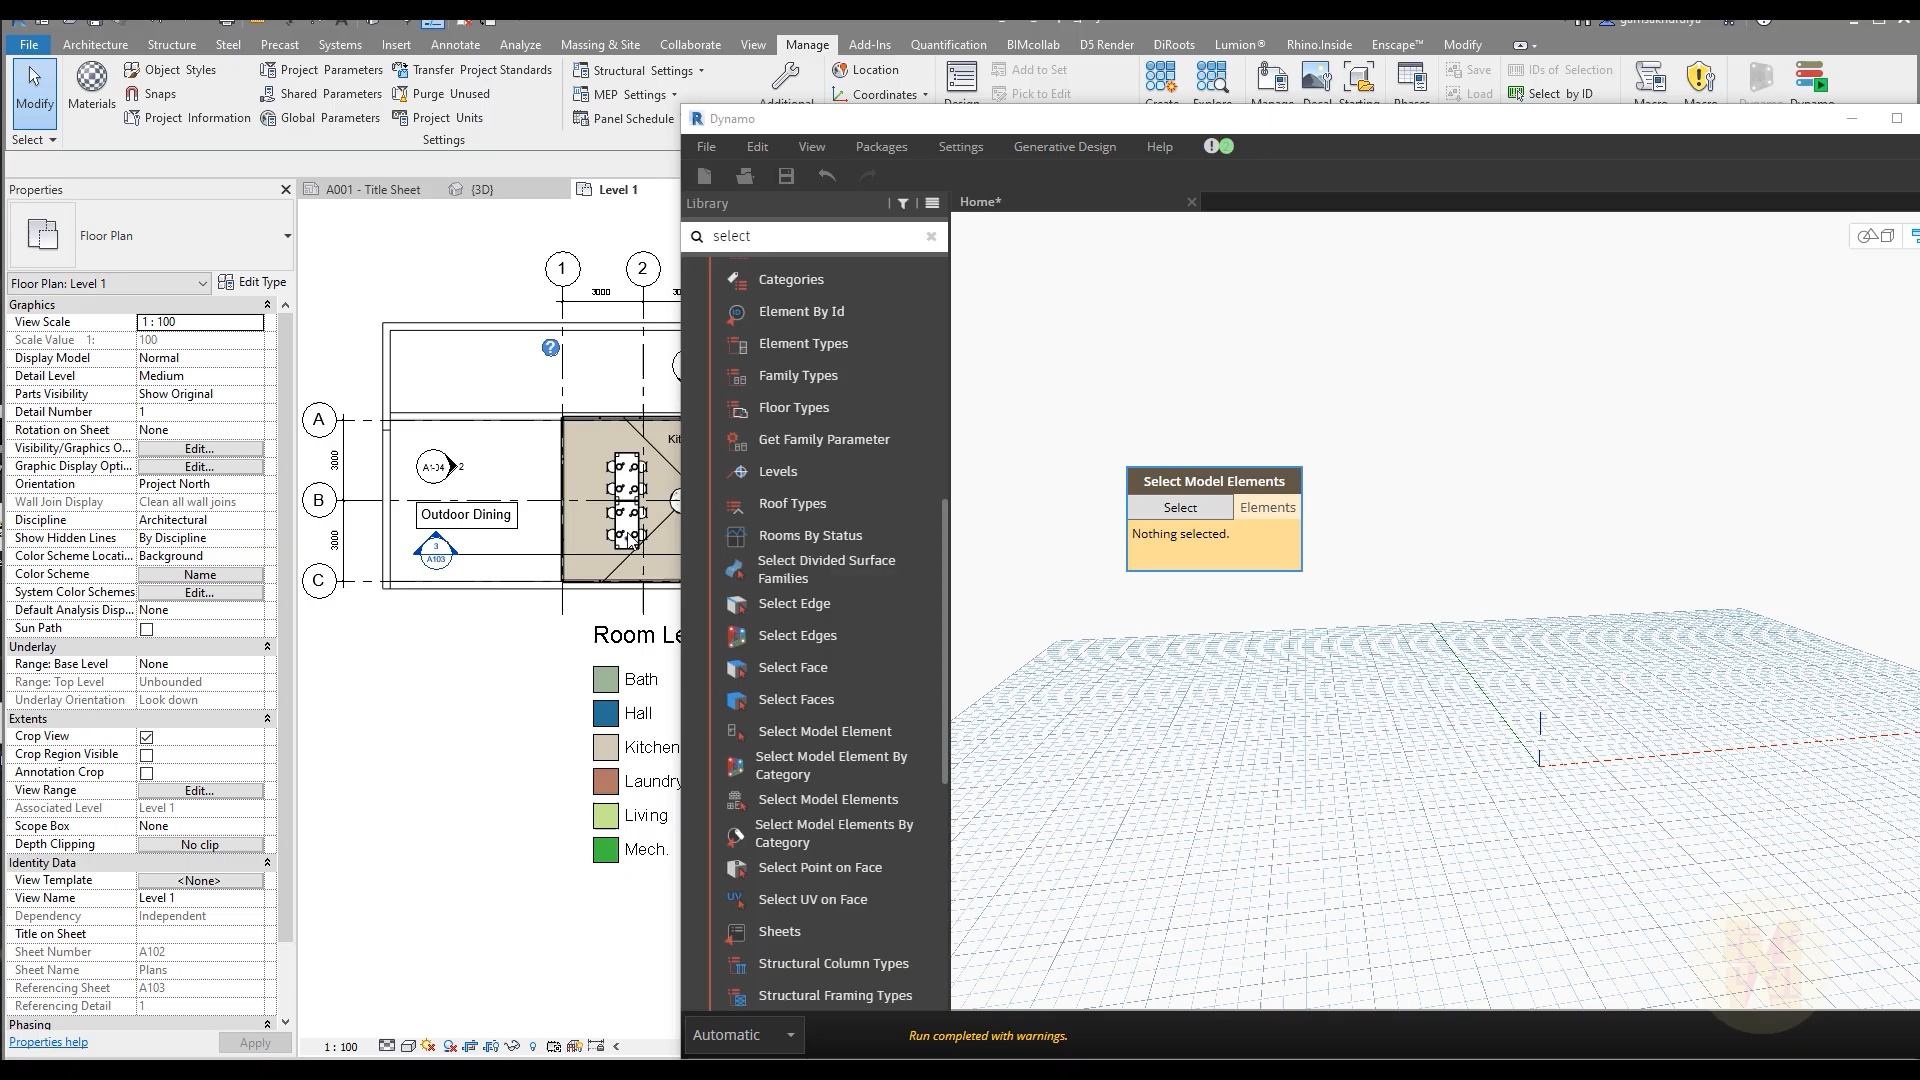 File Architecture Structure Steel Precast Systems Insert Annotate Analyze Massing & Site Collaborate View Manage Add-Ins Quantification BIMcollab D5 Render DiRoots Lumion® Rhino.Inside Enscape™ Modify
Modify
Select
Materials
Object Styles
Snaps
Project Information
Project Parameters
Shared Parameters
Global Parameters
Transfer Project Standards
Purge Unused
Project Units
Settings
Structural Settings
MEP Settings
Panel Schedule
Location
Coordinates
Add to Set
Pick to Edit
Save
Load
IDs of Selection
Select by ID
Properties
Floor Plan
Floor Plan: Level 1
Edit Type
Graphics
View Scale 1 : 100
Scale Value 1: 100
Display Model Normal
Detail Level Medium
Parts Visibility Show Original
Detail Number 1
Rotation on Sheet None
Visibility/Graphics O... Edit...
Graphic Display Opti... Edit...
Orientation Project North
Wall Join Display Clean all wall joins
Discipline Architectural
Show Hidden Lines By Discipline
Color Scheme Locati... Background
Color Scheme Name
System Color Schemes Edit...
Default Analysis Disp... None
Sun Path
Underlay
Range: Base Level None
Range: Top Level Unbounded
Underlay Orientation Look down
Extents
Crop View
Crop Region Visible
Annotation Crop
View Range Edit...
Associated Level Level 1
Scope Box None
Depth Clipping No clip
Identity Data
View Template <None>
View Name Level 1
Dependency Independent
Title on Sheet
Sheet Number A102
Sheet Name Plans
Referencing Sheet A103
Referencing Detail 1
Phasing
Properties help
Apply
A001 - Title Sheet
{3D}
Level 1
1
2
3000
A
3000
B
3000
C
2
Outdoor Dining
3
A103
Room Le
Bath
Hall
Kitchen
Laundry
Living
Mech.
1 : 100
R Dynamo
File Edit View Packages Settings Generative Design Help
Library
select
Categories
Element By Id
Element Types
Family Types
Floor Types
Get Family Parameter
Levels
Roof Types
Rooms By Status
Select Divided Surface
Families
Select Edge
Select Edges
Select Face
Select Faces
Select Model Element
Select Model Element By
Category
Select Model Elements
Select Model Elements By
Category
Select Point on Face
Select UV on Face
Sheets
Structural Column Types
Structural Framing Types
Home*
Select Model Elements
Select Elements
Nothing selected.
Automatic
Run completed with warnings.